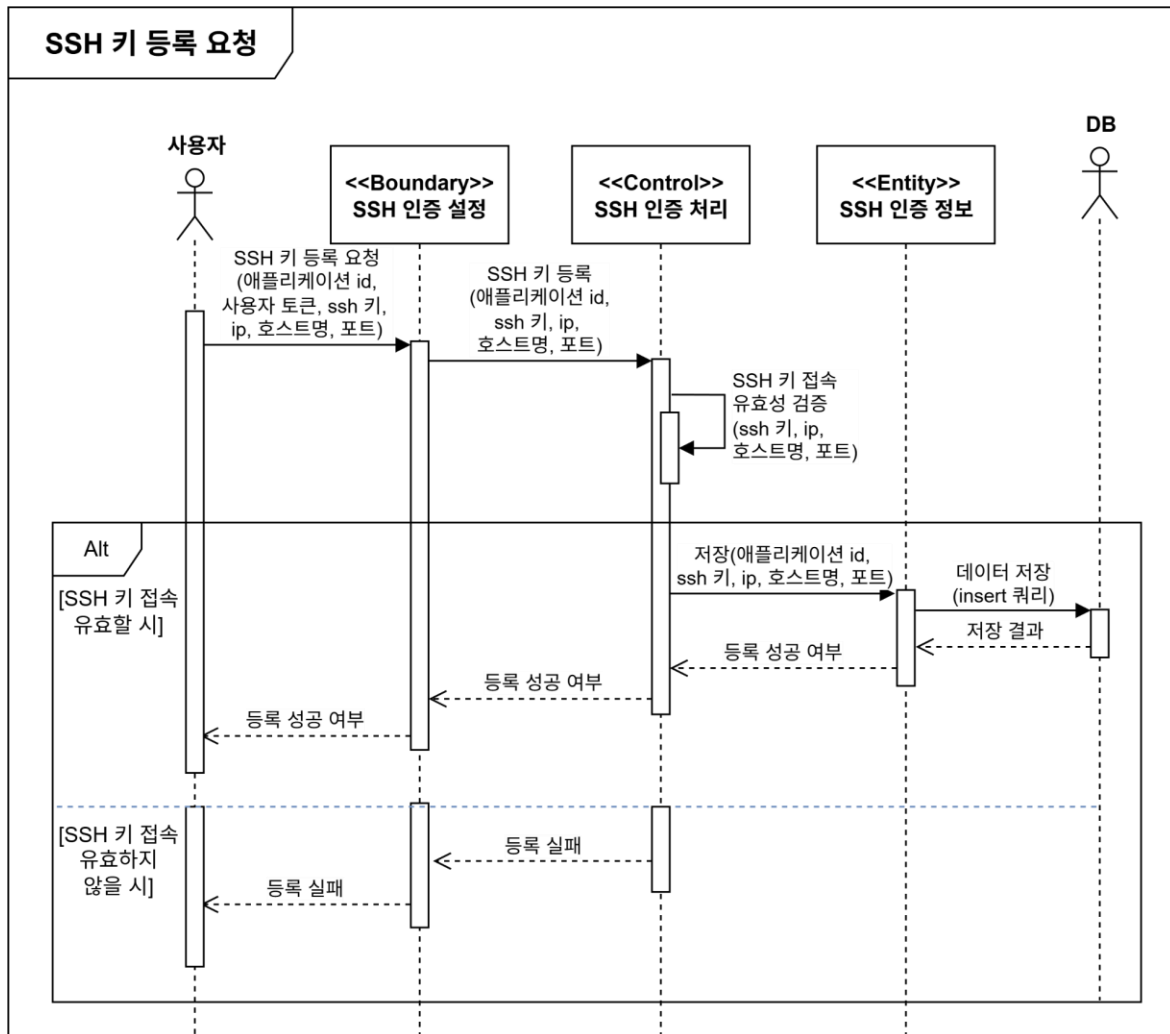 SSH 키 등록 요청
사용자
DB
<<Boundary>>
SSH 인증 설정
<<Control>>
SSH 인증 처리
<<Entity>>
SSH 인증 정보
SSH 키 등록 요청
(애플리케이션 id,
사용자 토큰, ssh 키,
ip, 호스트명, 포트)
SSH 키 등록
(애플리케이션 id,
ssh 키, ip,
호스트명, 포트)
SSH 키 접속
유효성 검증
(ssh 키, ip,
호스트명, 포트)
Alt
[SSH 키 접속
유효할 시]
저장(애플리케이션 id,
ssh 키, ip, 호스트명, 포트)
데이터 저장
(insert 쿼리)
저장 결과
등록 성공 여부
등록 성공 여부
등록 성공 여부
[SSH 키 접속
유효하지
않을 시]
등록 실패
등록 실패